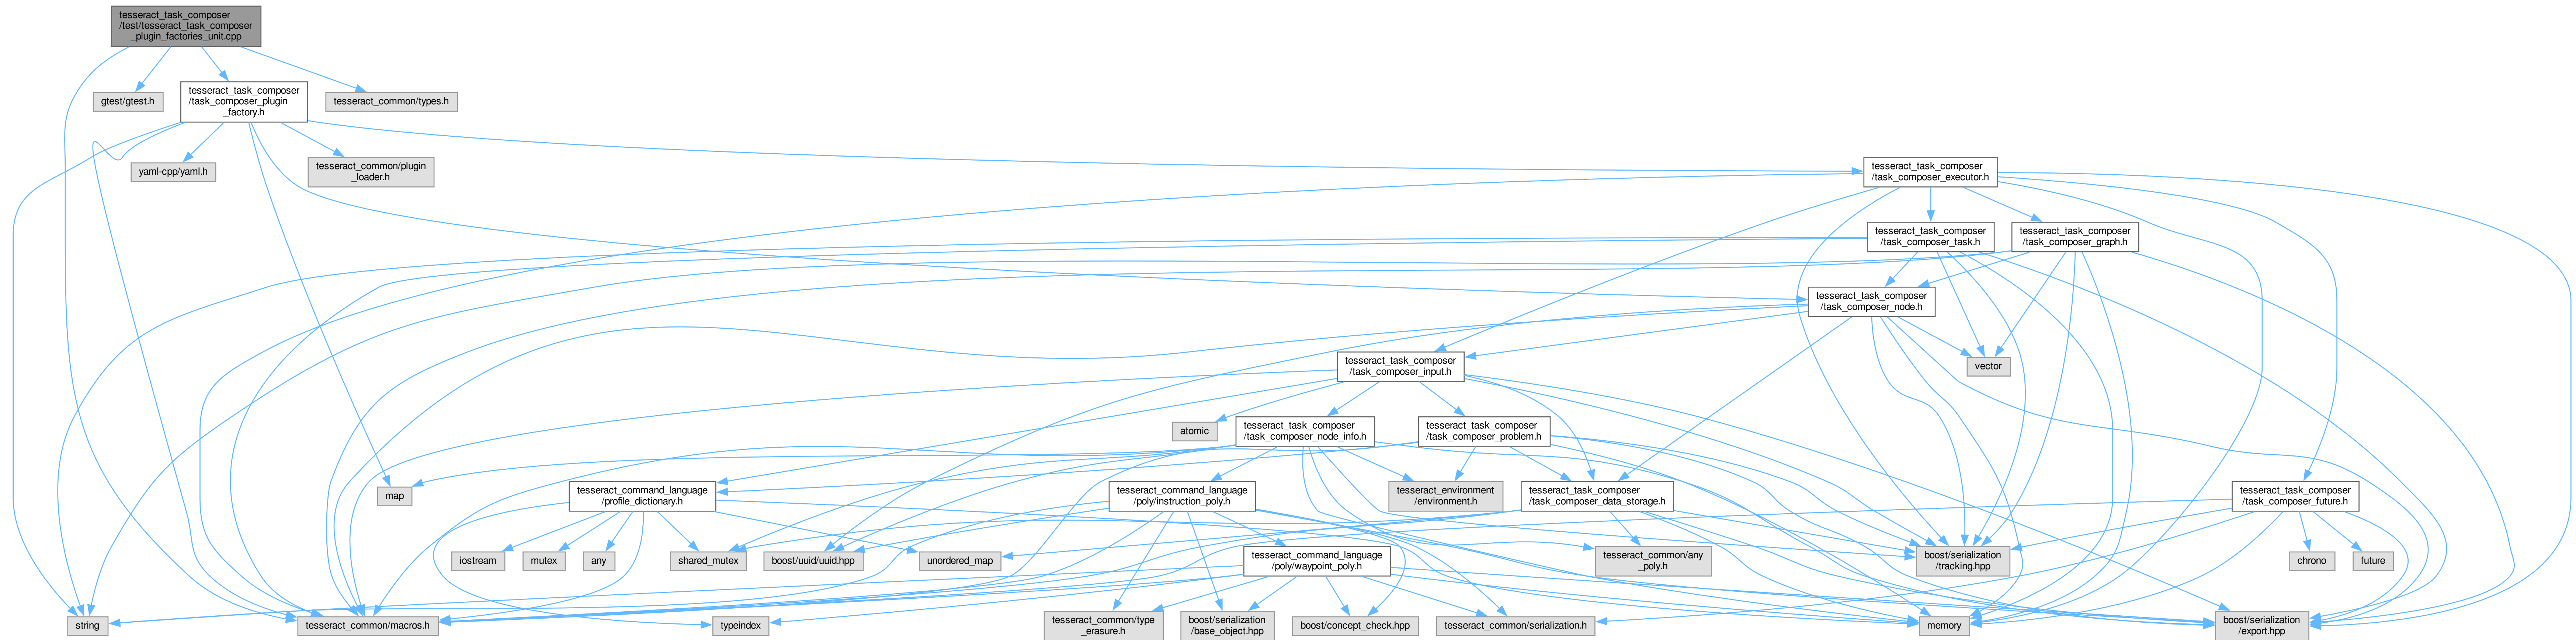 tesseract_task_composer
/test/tesseract_task_composer
_plugin_factories_unit.cpp
gtest/gtest.h
tesseract_task_composer
/task_composer_plugin
_factory.h
tesseract_common/types.h
yaml-cpp/yaml.h
tesseract_common/plugin
_loader.h
tesseract_task_composer
/task_composer_executor.h
tesseract_task_composer
/task_composer_task.h
tesseract_task_composer
/task_composer_graph.h
tesseract_task_composer
/task_composer_node.h
tesseract_task_composer
/task_composer_input.h
vector
atomic
tesseract_task_composer
/task_composer_node_info.h
tesseract_task_composer
/task_composer_problem.h
map
tesseract_command_language
/profile_dictionary.h
tesseract_command_language
/poly/instruction_poly.h
tesseract_environment
/environment.h
tesseract_task_composer
/task_composer_data_storage.h
tesseract_task_composer
/task_composer_future.h
iostream
mutex
any
shared_mutex
boost/uuid/uuid.hpp
unordered_map
tesseract_command_language
/poly/waypoint_poly.h
tesseract_common/any
_poly.h
boost/serialization
/tracking.hpp
chrono
future
string
tesseract_common/macros.h
typeindex
tesseract_common/type
_erasure.h
boost/serialization
/base_object.hpp
boost/concept_check.hpp
tesseract_common/serialization.h
memory
boost/serialization
/export.hpp